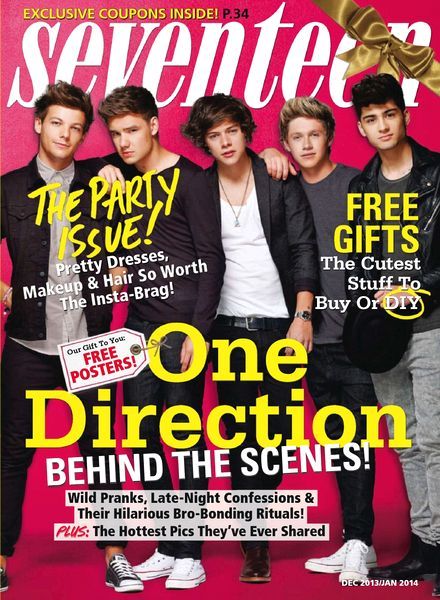 EXCLUSIVE COUPONS INSIDE! P.34
seventeen
THE PARTY
ISSUE!
Pretty Dresses,
Makeup & Hair So Worth
The Insta-Brag!
FREE
GIFTS
The Cutest
Stuff To
Buy Or DIY
Our Gift To You:
FREE
POSTERS!
One
Direction
BEHIND THE SCENES!
Wild Pranks, Late-Night Confessions &
Their Hilarious Bro-Bonding Rituals!
PLUS: The Hottest Pics They've Ever Shared
DEC 2013/JAN 2014